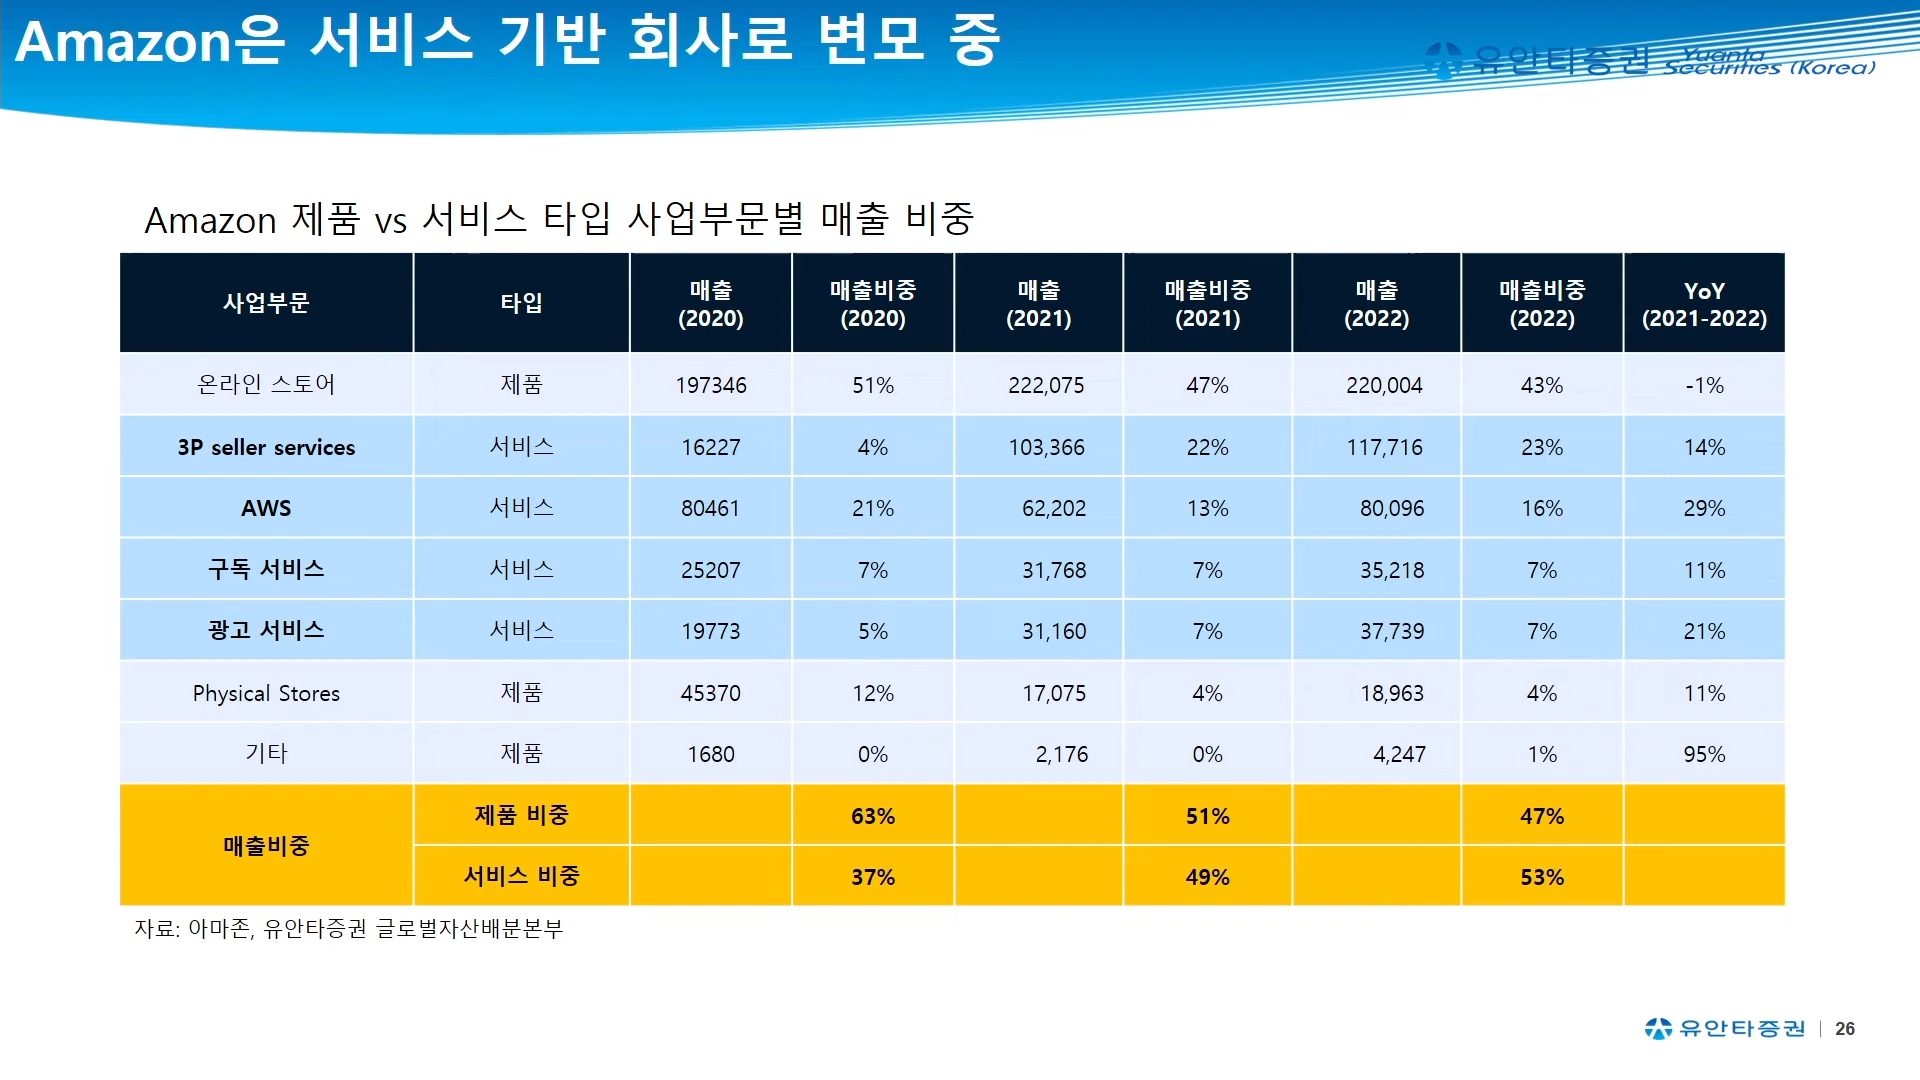 Amazon은 서비스 기반 회사로 변모 중
유안타증권 Yuanta Securities (Korea)
Amazon 제품 vs 서비스 타입 사업부문별 매출 비중
사업부문 타입 매출 (2020) 매출비중 (2020) 매출 (2021) 매출비중 (2021) 매출 (2022) 매출비중 (2022) YoY (2021-2022)
온라인 스토어 제품 197346 51% 222,075 47% 220,004 43% -1%
3P seller services 서비스 16227 4% 103,366 22% 117,716 23% 14%
AWS 서비스 80461 21% 62,202 13% 80,096 16% 29%
구독 서비스 서비스 25207 7% 31,768 7% 35,218 7% 11%
광고 서비스 서비스 19773 5% 31,160 7% 37,739 7% 21%
Physical Stores 제품 45370 12% 17,075 4% 18,963 4% 11%
기타 제품 1680 0% 2,176 0% 4,247 1% 95%
매출비중 제품 비중 63% 51% 47%
서비스 비중 37% 49% 53%
자료: 아마존, 유안타증권 글로벌자산배분본부
유안타증권 | 26